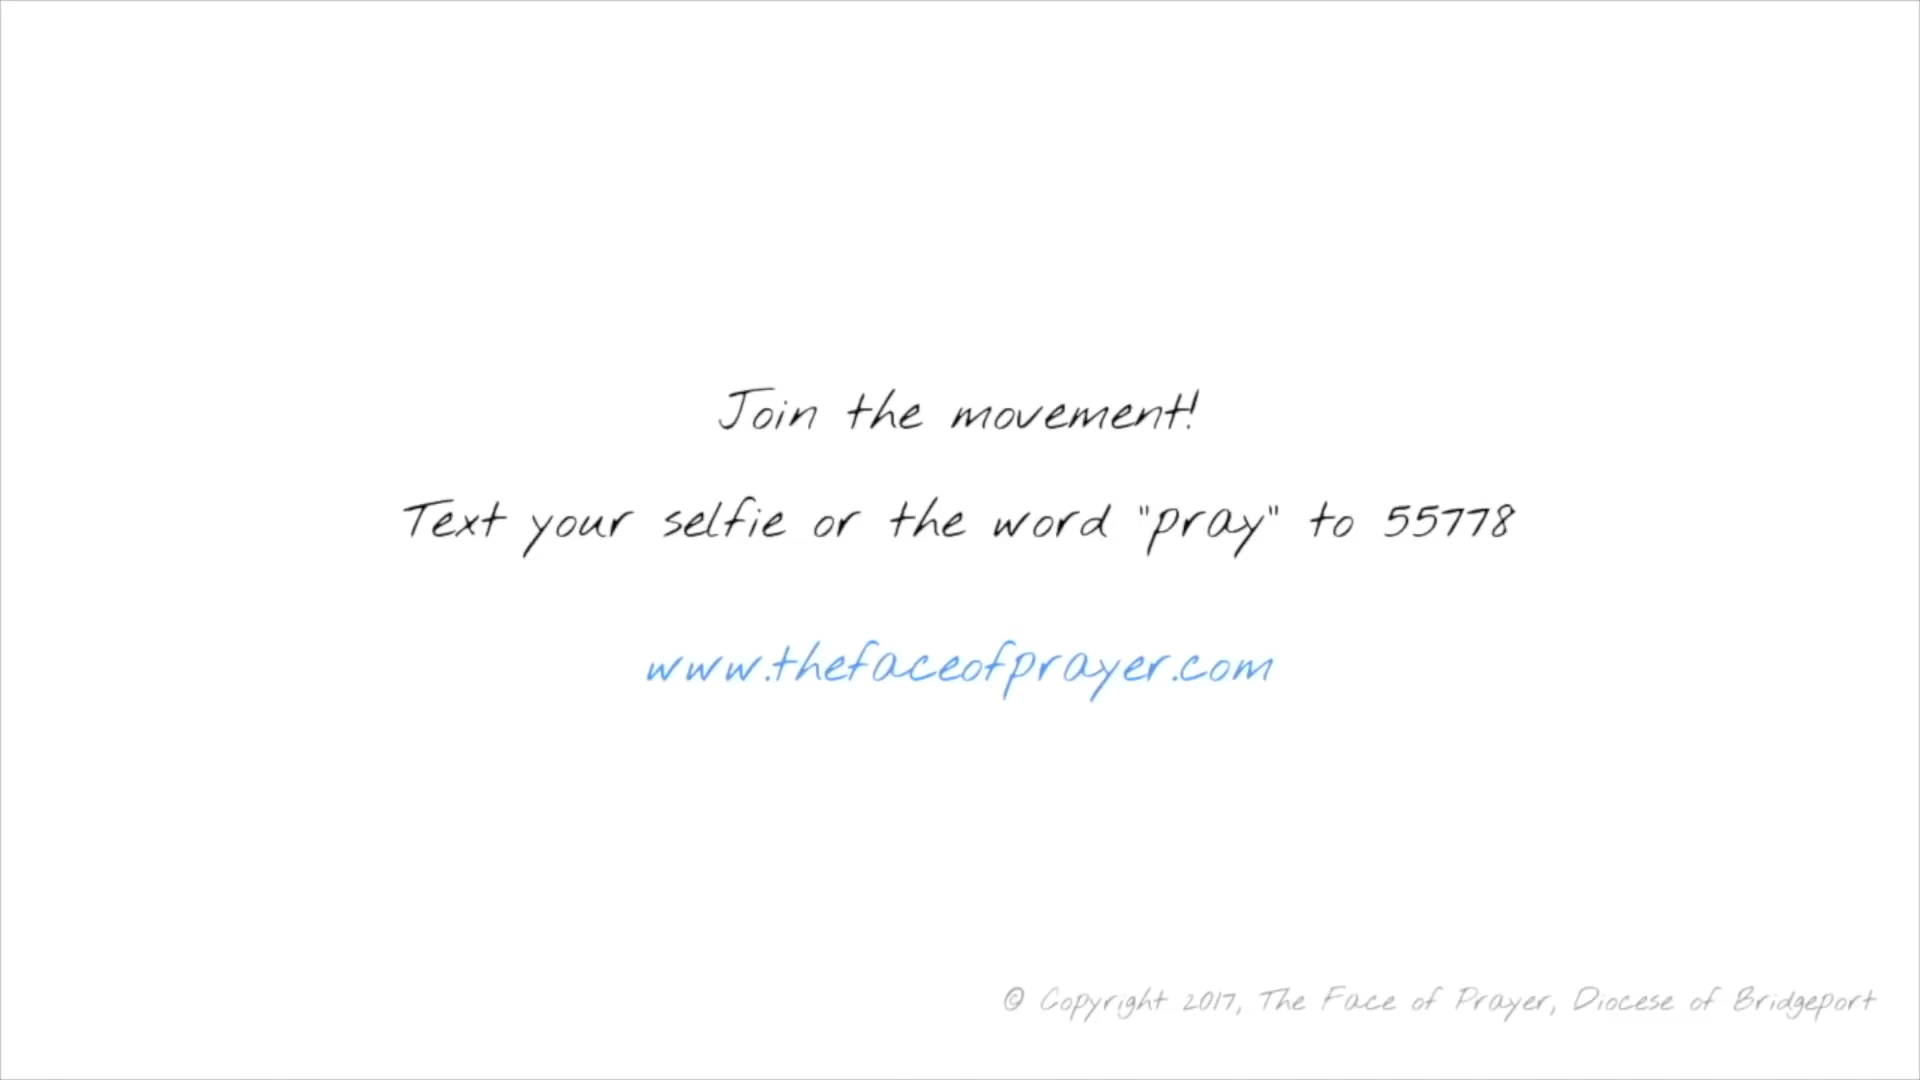 Join the movement!
Text your selfie or the word "pray" to 55778
www.thefaceofprayer.com
© Copyright 2017, The Face of Prayer, Diocese of Bridgeport